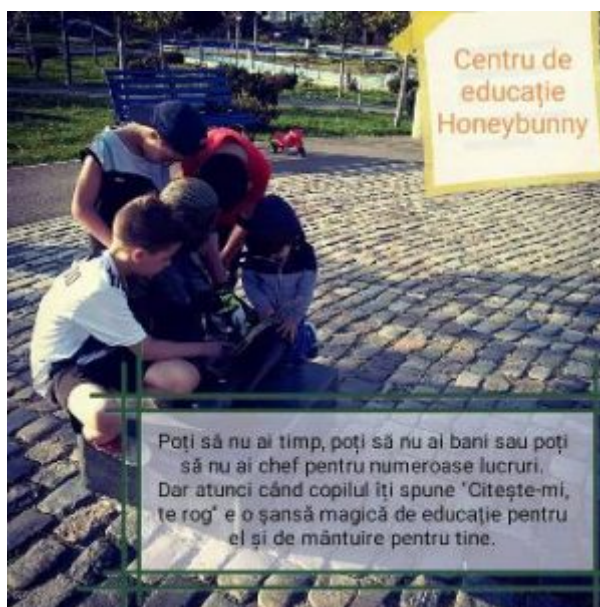 Centru de
educație
Honeybunny
Poți să nu ai timp, poți să nu ai bani sau poți
să nu ai chef pentru numeroase lucruri.
Dar atunci când copilul îți spune "Citește-mi,
te rog" e o șansă magică de educație pentru
el și de mântuire pentru tine.